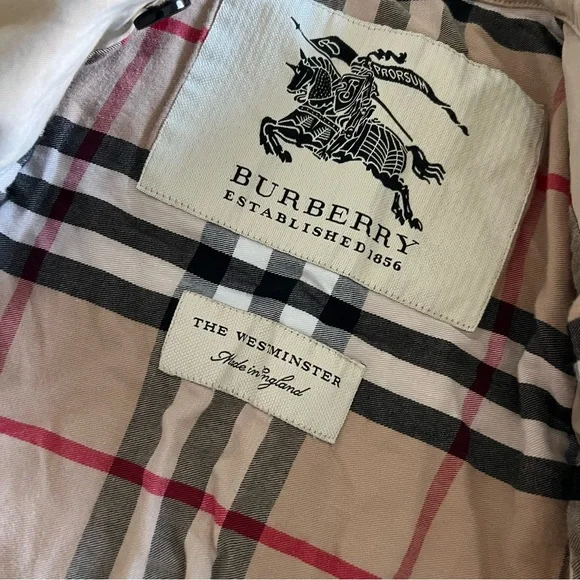 PRORSUM
BURBERRY
ESTABLISHED 1856
THE WESTMINSTER
Made in England